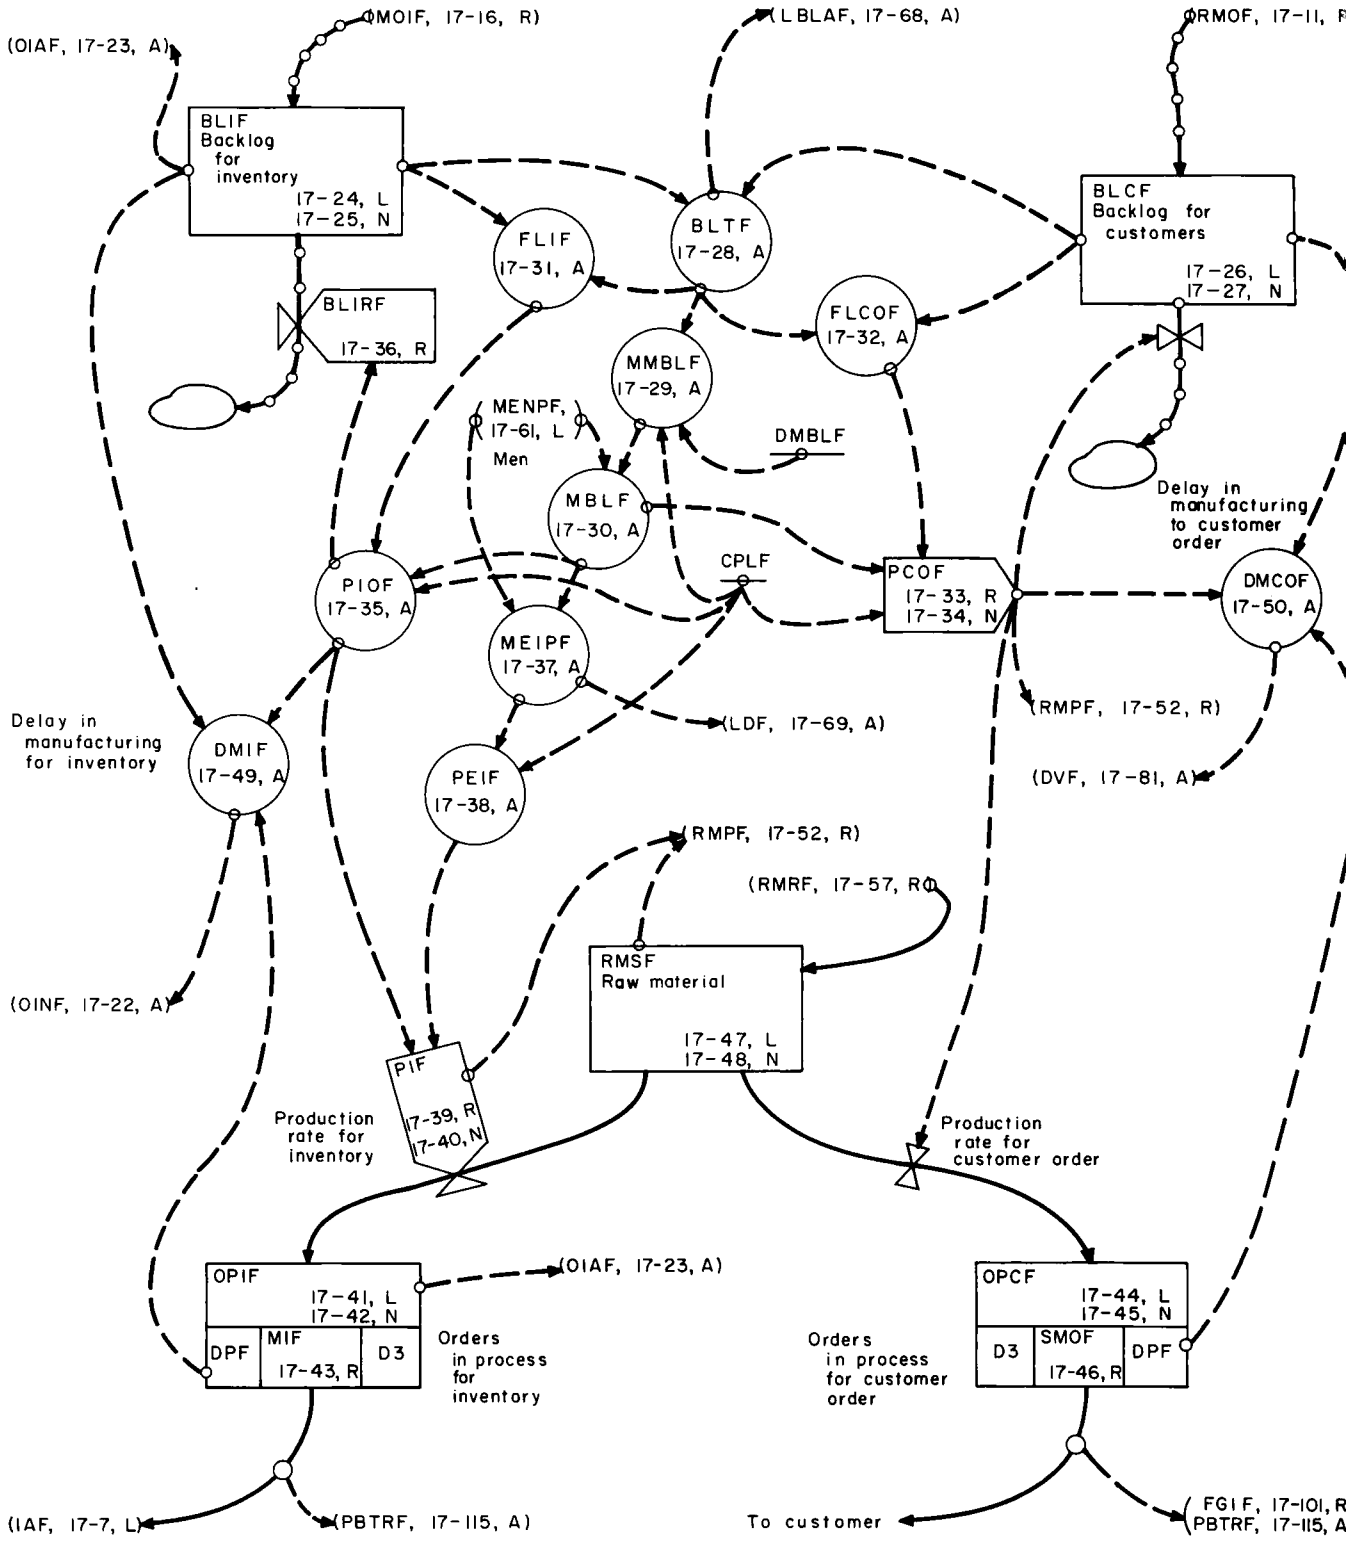 (MOIF, 17-16, R)
(LBLAF, 17-68, A)
(RMOF, 17-11, R
(OIAF, 17-23, A)
BLIF
Backlog
for
inventory
17-24, L
17-25, N
BLCF
Backlog for
customers
17-26, L
17-27, N
BLTF
17-28, A
FLIF
17-31, A
FLCOF
17-32, A
BLIRF
17-36, R
MMBLF
17-29, A
(MENPF,
17-61, L)
Men
DMBLF
MBLF
17-30, A
Delay in
manufacturing
to customer
order
CPLF
PIOF
17-35, A
PCOF
17-33, R
17-34, N
DMCOF
17-50, A
MEIPF
17-37, A
(RMPF, 17-52, R)
(LDF, 17-69, A)
Delay in
manufacturing
for inventory
DMIF
17-49, A
PEIF
17-38, A
(DVF, 17-81, A)
(RMPF, 17-52, R)
(RMRF, 17-57, R)
RMSF
Raw material
17-47, L
17-48, N
(OINF, 17-22, A)
PIF
17-39, R
17-40, N
Production
rate for
inventory
Production
rate for
customer order
OPIF
17-41, L
17-42, N
DPF
MIF
17-43, R
D3
(OIAF, 17-23, A)
Orders
in process
for
inventory
OPCF
17-44, L
17-45, N
D3
SMOF
17-46, R
DPF
Orders
in process
for customer
order
(IAF, 17-7, L)
(PBTRF, 17-115, A)
To customer
(FGIF, 17-101, R
PBTRF, 17-115, A